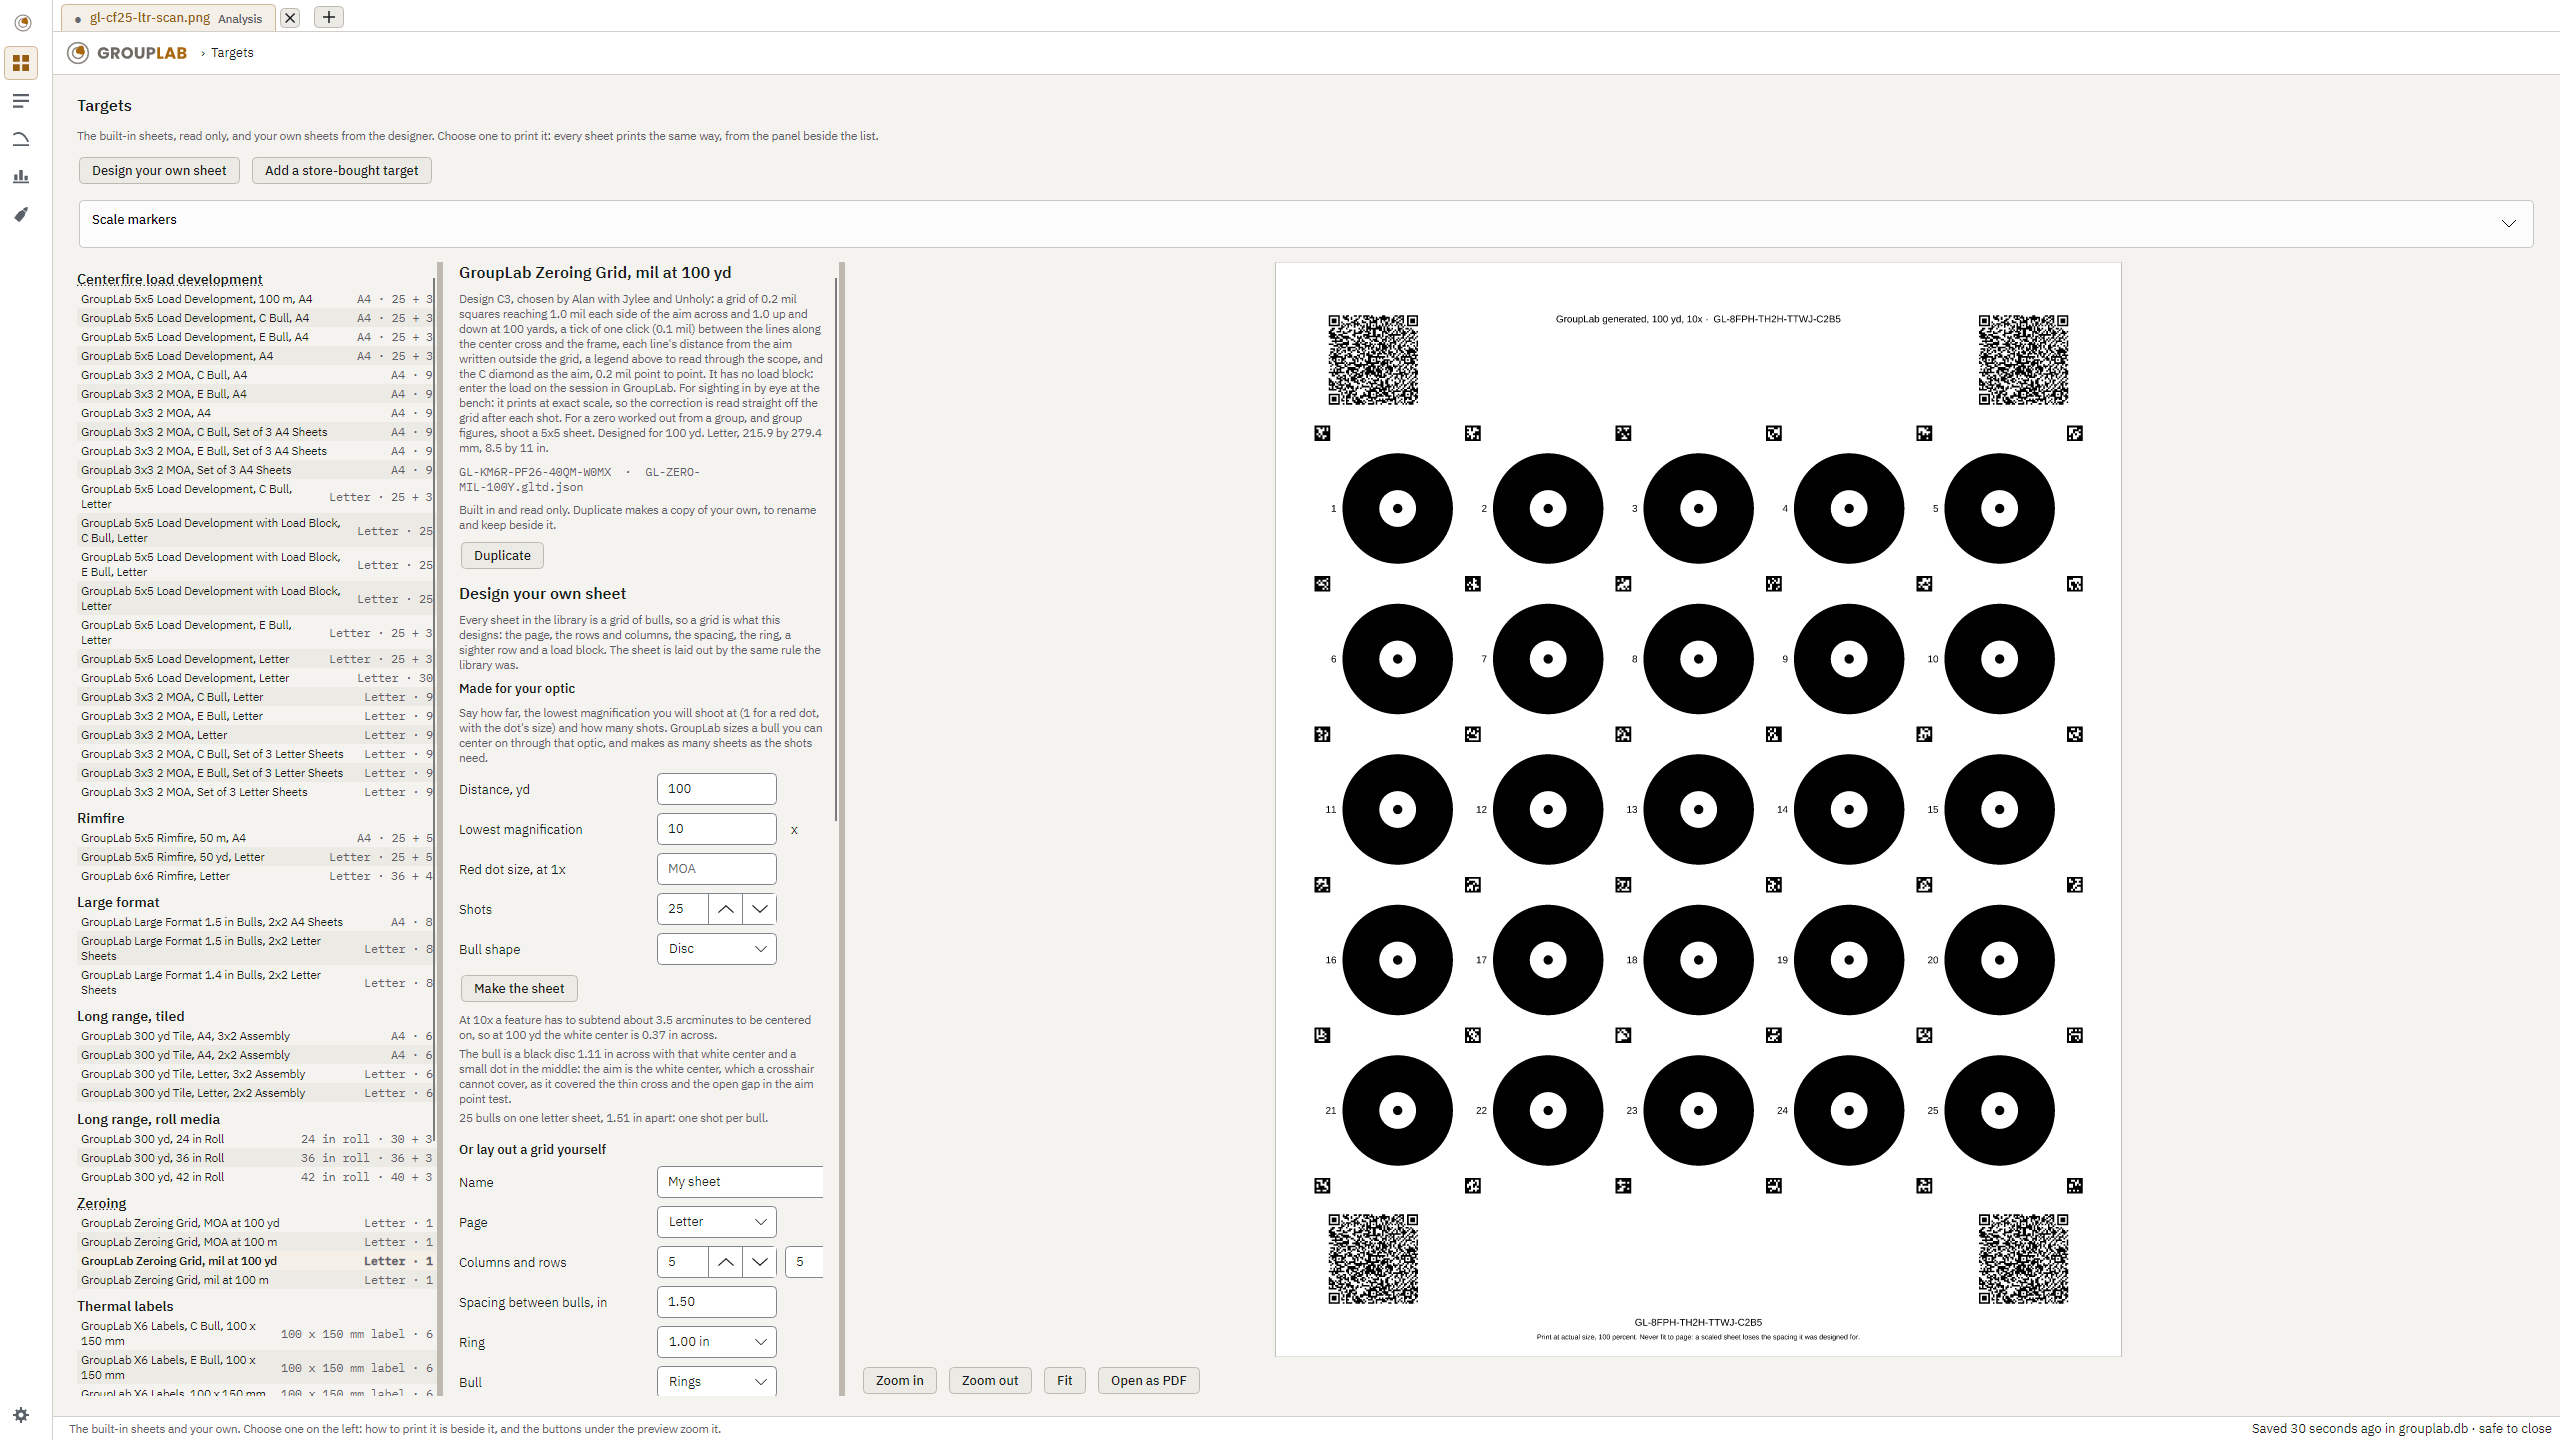 gl-cf25-ltr-scan.png Analysis
GROUPLAB › Targets
Targets
The built-in sheets, read only, and your own sheets from the designer. Choose one to print it: every sheet prints the same way, from the panel beside the list.
Design your own sheet
Add a store-bought target
Scale markers
Centerfire load development
GroupLab 5x5 Load Development, 100 m, A4 A4 · 25 + 3
GroupLab 5x5 Load Development, C Bull, A4 A4 · 25 + 3
GroupLab 5x5 Load Development, E Bull, A4 A4 · 25 + 3
GroupLab 5x5 Load Development, A4 A4 · 25 + 3
GroupLab 3x3 2 MOA, C Bull, A4 A4 · 9
GroupLab 3x3 2 MOA, E Bull, A4 A4 · 9
GroupLab 3x3 2 MOA, A4 A4 · 9
GroupLab 3x3 2 MOA, C Bull, Set of 3 A4 Sheets A4 · 9
GroupLab 3x3 2 MOA, E Bull, Set of 3 A4 Sheets A4 · 9
GroupLab 3x3 2 MOA, Set of 3 A4 Sheets A4 · 9
GroupLab 5x5 Load Development, C Bull, Letter Letter · 25 + 3
GroupLab 5x5 Load Development with Load Block, C Bull, Letter Letter · 25
GroupLab 5x5 Load Development with Load Block, E Bull, Letter Letter · 25
GroupLab 5x5 Load Development with Load Block, Letter Letter · 25
GroupLab 5x5 Load Development, E Bull, Letter Letter · 25 + 3
GroupLab 5x5 Load Development, Letter Letter · 25 + 3
GroupLab 5x6 Load Development, Letter Letter · 30
GroupLab 3x3 2 MOA, C Bull, Letter Letter · 9
GroupLab 3x3 2 MOA, E Bull, Letter Letter · 9
GroupLab 3x3 2 MOA, Letter Letter · 9
GroupLab 3x3 2 MOA, C Bull, Set of 3 Letter Sheets Letter · 9
GroupLab 3x3 2 MOA, E Bull, Set of 3 Letter Sheets Letter · 9
GroupLab 3x3 2 MOA, Set of 3 Letter Sheets Letter · 9
Rimfire
GroupLab 5x5 Rimfire, 50 m, A4 A4 · 25 + 5
GroupLab 5x5 Rimfire, 50 yd, Letter Letter · 25 + 5
GroupLab 6x6 Rimfire, Letter Letter · 36 + 4
Large format
GroupLab Large Format 1.5 in Bulls, 2x2 A4 Sheets A4 · 8
GroupLab Large Format 1.5 in Bulls, 2x2 Letter Sheets Letter · 8
GroupLab Large Format 1.4 in Bulls, 2x2 Letter Sheets Letter · 8
Long range, tiled
GroupLab 300 yd Tile, A4, 3x2 Assembly A4 · 6
GroupLab 300 yd Tile, A4, 2x2 Assembly A4 · 6
GroupLab 300 yd Tile, Letter, 3x2 Assembly Letter · 6
GroupLab 300 yd Tile, Letter, 2x2 Assembly Letter · 6
Long range, roll media
GroupLab 300 yd, 24 in Roll 24 in roll · 30 + 3
GroupLab 300 yd, 36 in Roll 36 in roll · 36 + 3
GroupLab 300 yd, 42 in Roll 42 in roll · 40 + 3
Zeroing
GroupLab Zeroing Grid, MOA at 100 yd Letter · 1
GroupLab Zeroing Grid, MOA at 100 m Letter · 1
GroupLab Zeroing Grid, mil at 100 yd Letter · 1
GroupLab Zeroing Grid, mil at 100 m Letter · 1
Thermal labels
GroupLab X6 Labels, C Bull, 100 x 150 mm 100 x 150 mm label · 6
GroupLab X6 Labels, E Bull, 100 x 150 mm 100 x 150 mm label · 6
GroupLab X6 Labels, 100 x 150 mm 100 x 150 mm label · 6
GroupLab Zeroing Grid, mil at 100 yd
Design C3, chosen by Alan with Jylee and Unholy: a grid of 0.2 mil
squares reaching 1.0 mil each side of the aim across and 1.0 up and
down at 100 yards, a tick of one click (0.1 mil) between the lines along
the center cross and the frame, each line's distance from the aim
written outside the grid, a legend above to read through the scope, and
the C diamond as the aim, 0.2 mil point to point. It has no load block:
enter the load on the session in GroupLab. For sighting in by eye at the
bench: it prints at exact scale, so the correction is read straight off the
grid after each shot. For a zero worked out from a group, and group
figures, shoot a 5x5 sheet. Designed for 100 yd. Letter, 215.9 by 279.4
mm, 8.5 by 11 in.
GL-KM6R-PF26-40QM-W0MX · GL-ZERO-
MIL-100Y.gltd.json
Built in and read only. Duplicate makes a copy of your own, to rename
and keep beside it.
Duplicate
Design your own sheet
Every sheet in the library is a grid of bulls, so a grid is what this
designs: the page, the rows and columns, the spacing, the ring, a
sighter row and a load block. The sheet is laid out by the same rule the
library was.
Made for your optic
Say how far, the lowest magnification you will shoot at (1 for a red dot,
with the dot's size) and how many shots. GroupLab sizes a bull you can
center on through that optic, and makes as many sheets as the shots
need.
Distance, yd 100
Lowest magnification 10 x
Red dot size, at 1x MOA
Shots 25
Bull shape Disc
Make the sheet
At 10x a feature has to subtend about 3.5 arcminutes to be centered
on, so at 100 yd the white center is 0.37 in across.
The bull is a black disc 1.11 in across with that white center and a
small dot in the middle: the aim is the white center, which a crosshair
cannot cover, as it covered the thin cross and the open gap in the aim
point test.
25 bulls on one letter sheet, 1.51 in apart: one shot per bull.
Or lay out a grid yourself
Name My sheet
Page Letter
Columns and rows 5 5
Spacing between bulls, in 1.50
Ring 1.00 in
Bull Rings
GroupLab generated, 100 yd, 10x · GL-8FPH-TH2H-TTWJ-C2B5
1 2 3 4 5
6 7 8 9 10
11 12 13 14 15
16 17 18 19 20
21 22 23 24 25
GL-8FPH-TH2H-TTWJ-C2B5
Print at actual size, 100 percent. Never fit to page: a scaled sheet loses the spacing it was designed for.
Zoom in
Zoom out
Fit
Open as PDF
The built-in sheets and your own. Choose one on the left: how to print it is beside it, and the buttons under the preview zoom it.
Saved 30 seconds ago in grouplab.db · safe to close